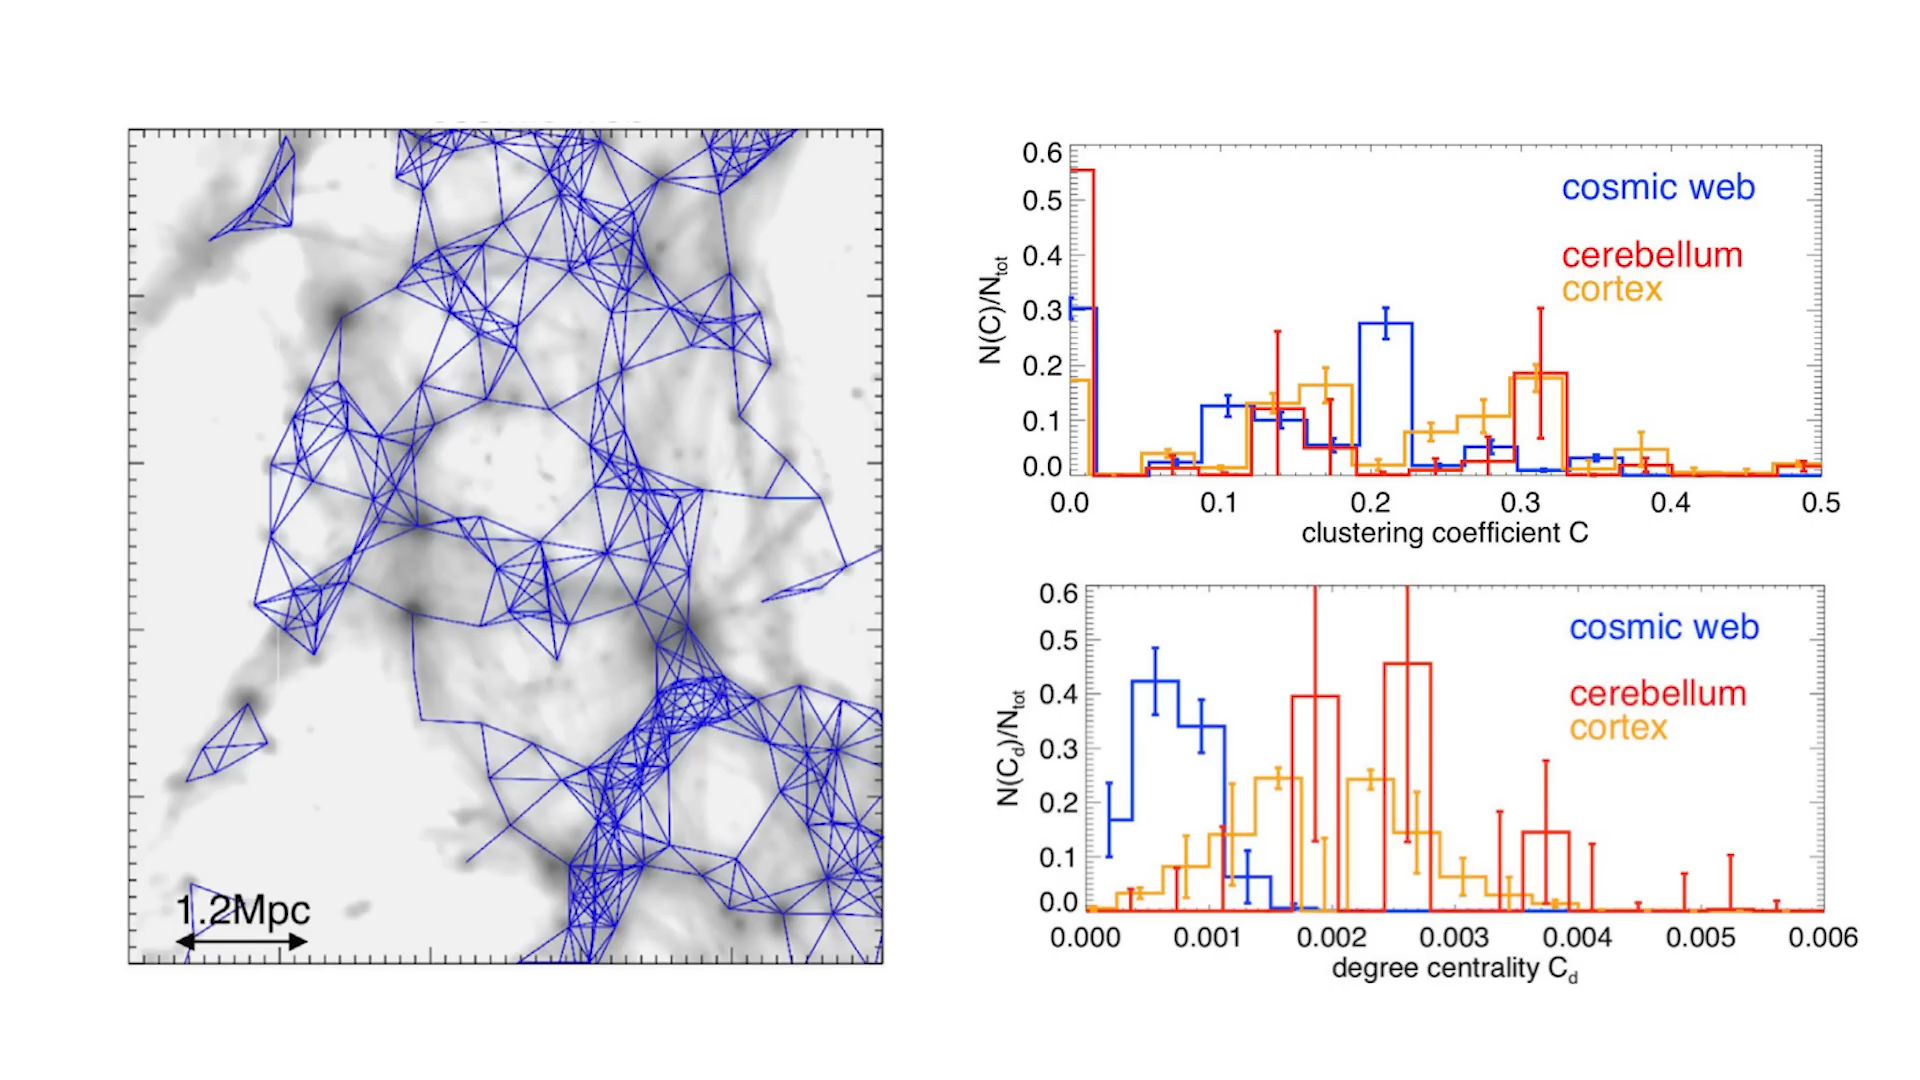 1.2Mpc
0.6
0.5
0.4
0.3
0.2
0.1
0.0
N(C)/Ntot
cosmic web
cerebellum
cortex
0.0 0.1 0.2 0.3 0.4 0.5
clustering coefficient C
0.6
0.5
0.4
0.3
0.2
0.1
0.0
N(Cd)/Ntot
cosmic web
cerebellum
cortex
0.000 0.001 0.002 0.003 0.004 0.005 0.006
degree centrality Cd